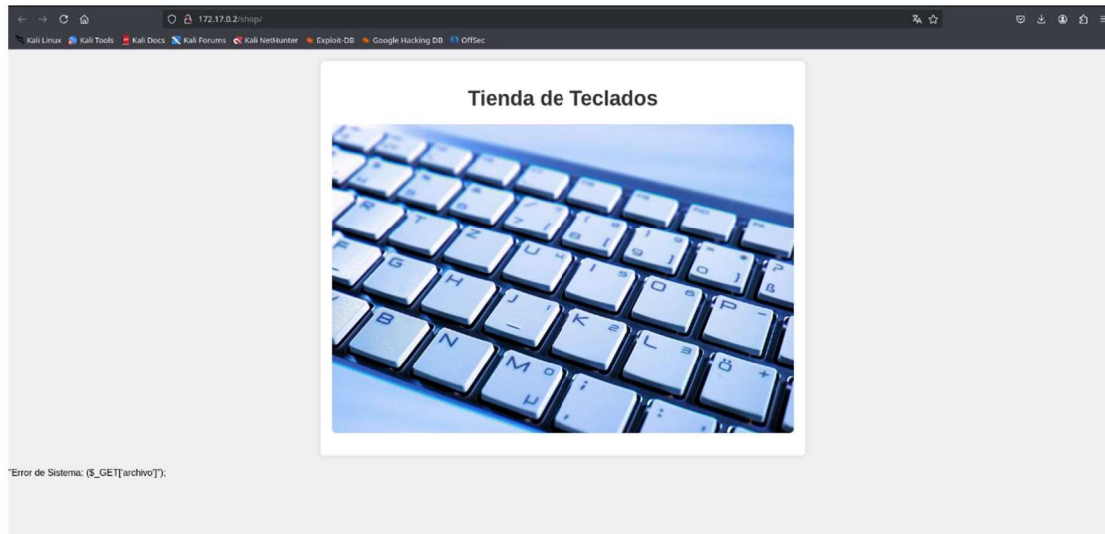 172.17.0.2/shop/
Kali Linux Kali Tools Kali Docs Kali Forums Kali NetHunter Exploit-DB Google Hacking DB OffSec
Tienda de Teclados
R T Z U I O P ß
F G H J K L Ö +
B N M µ ; , : . -
"Error de Sistema: ($_GET['archivo']");